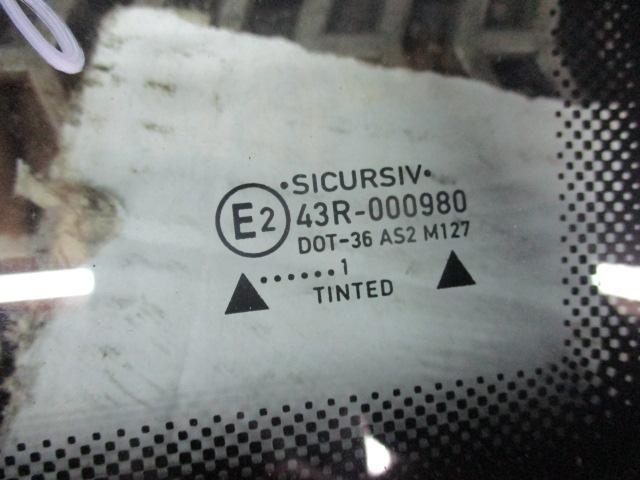 •SICURSIV•
E2 43R-000980
DOT-36 AS2 M127
......1
TINTED